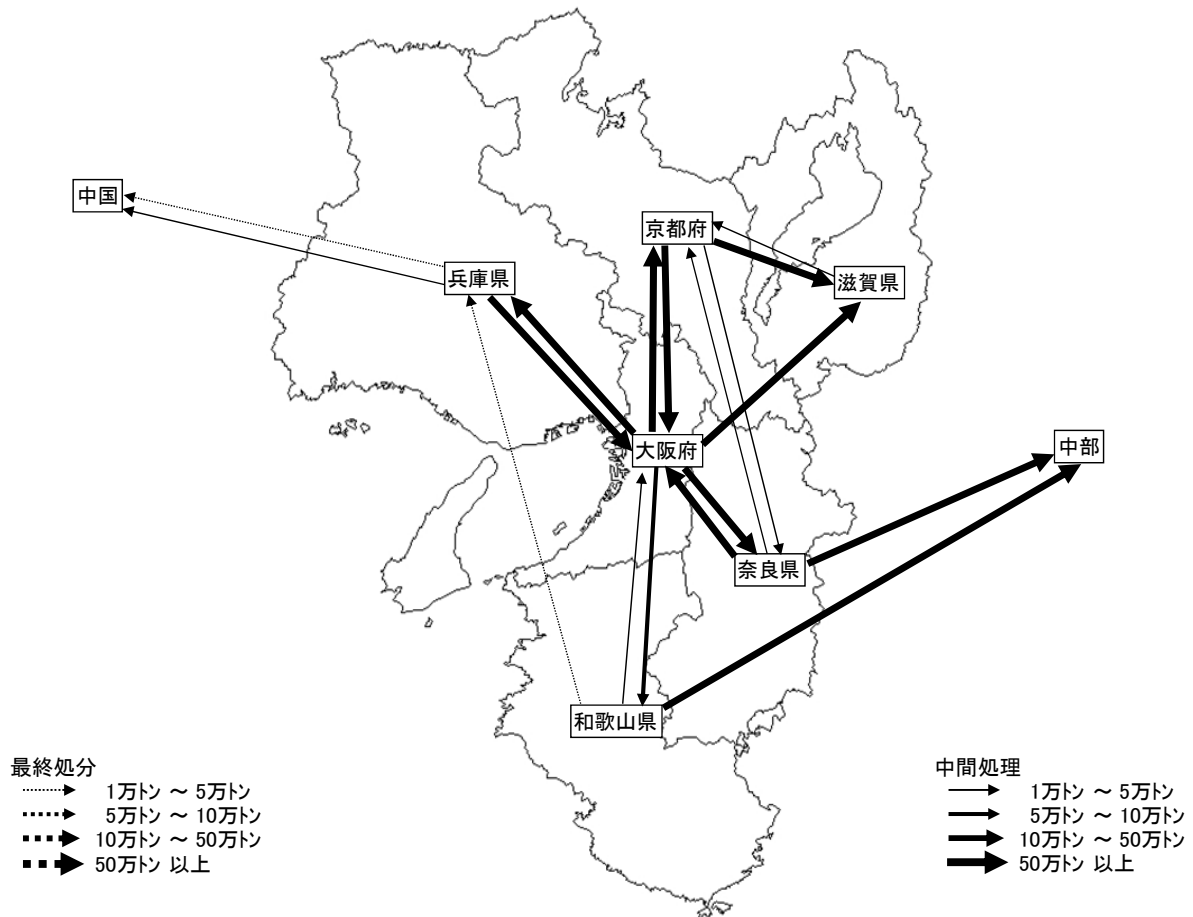 中国
京都府
兵庫県
滋賀県
大阪府
中部
奈良県
和歌山県
最終処分
1万トン ～ 5万トン
5万トン ～ 10万トン
10万トン ～ 50万トン
50万トン 以上
中間処理
1万トン ～ 5万トン
5万トン ～ 10万トン
10万トン ～ 50万トン
50万トン 以上